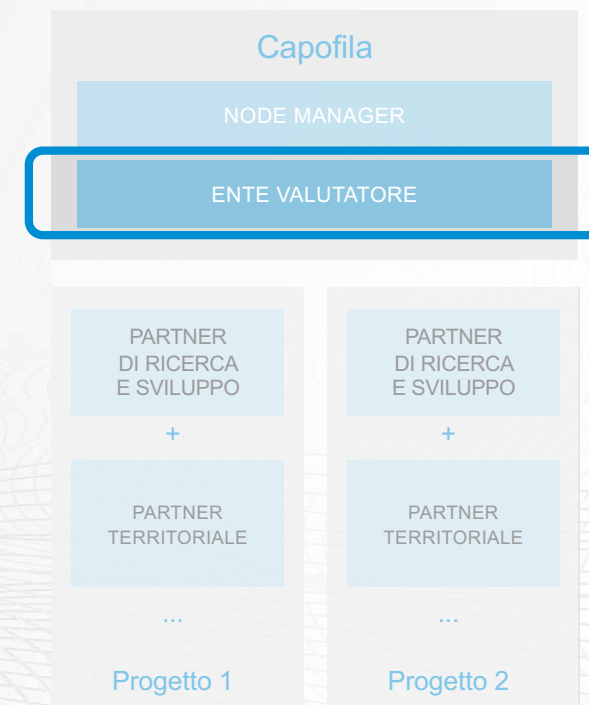 Capofila
NODE MANAGER
ENTE VALUTATORE
PARTNER
DI RICERCA
E SVILUPPO
+
PARTNER
TERRITORIALE
...
Progetto 1
PARTNER
DI RICERCA
E SVILUPPO
+
PARTNER
TERRITORIALE
...
Progetto 2